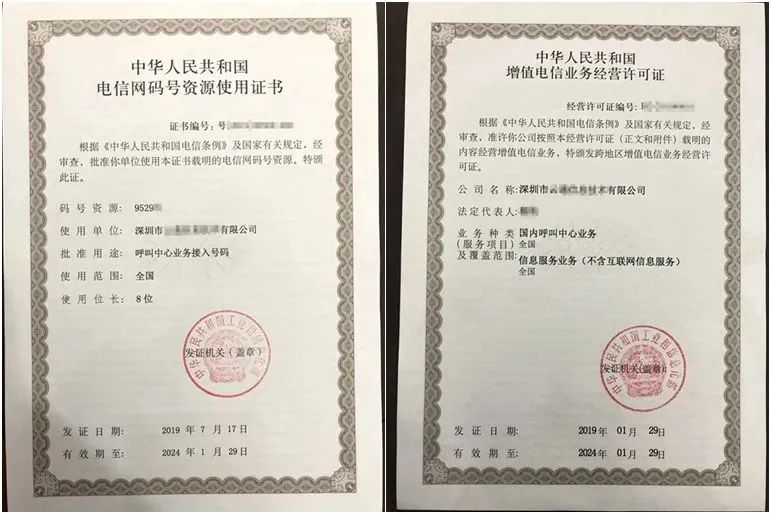 中华人民共和国
电信网码号资源使用证书
证书编号: 号
根据《中华人民共和国电信条例》及国家有关规定, 经
审查, 批准你单位使用本证书载明的电信网码号资源。特颁
此证。
码号资源: 9529
使用单位: 深圳市 有限公司
批准用途: 呼叫中心业务接入号码
使用范围: 全国
使用位长: 8位
中华人民共和国工业和信息化部
发证机关(盖章)
发证日期: 2019 年 7 月 17日
有效期至: 2024 年 1 月 29日
中华人民共和国
增值电信业务经营许可证
经营许可证编号:
根据《中华人民共和国电信条例》及国家有关规定, 经
审查, 准许你公司按照本经营许可证(正文和附件)载明的
内容经营增值电信业务, 特颁发跨地区增值电信业务经营许
可证。
公司名称: 深圳市 技术有限公司
法定代表人:
业务种类 国内呼叫中心业务
(服务项目) 全国
及覆盖范围: 信息服务业务(不含互联网信息服务)
全国
中华人民共和国工业和信息化部
发证机关(盖章):
发证日期: 2019 年 01 月 29日
有效期至: 2024 年 01 月 29日